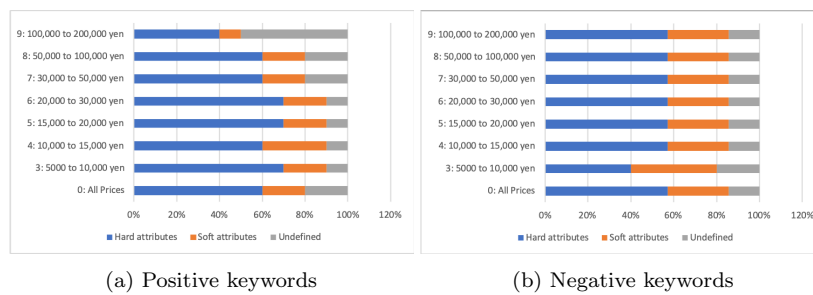 9: 100,000 to 200,000 yen
8: 50,000 to 100,000 yen
7: 30,000 to 50,000 yen
6: 20,000 to 30,000 yen
5: 15,000 to 20,000 yen
4: 10,000 to 15,000 yen
3: 5000 to 10,000 yen
0: All Prices
0% 20% 40% 60% 80% 100% 120%
Hard attributes Soft attributes Undefined
(a) Positive keywords
9: 100,000 to 200,000 yen
8: 50,000 to 100,000 yen
7: 30,000 to 50,000 yen
6: 20,000 to 30,000 yen
5: 15,000 to 20,000 yen
4: 10,000 to 15,000 yen
3: 5000 to 10,000 yen
0: All Prices
0% 20% 40% 60% 80% 100% 120%
Hard attributes Soft attributes Undefined
(b) Negative keywords